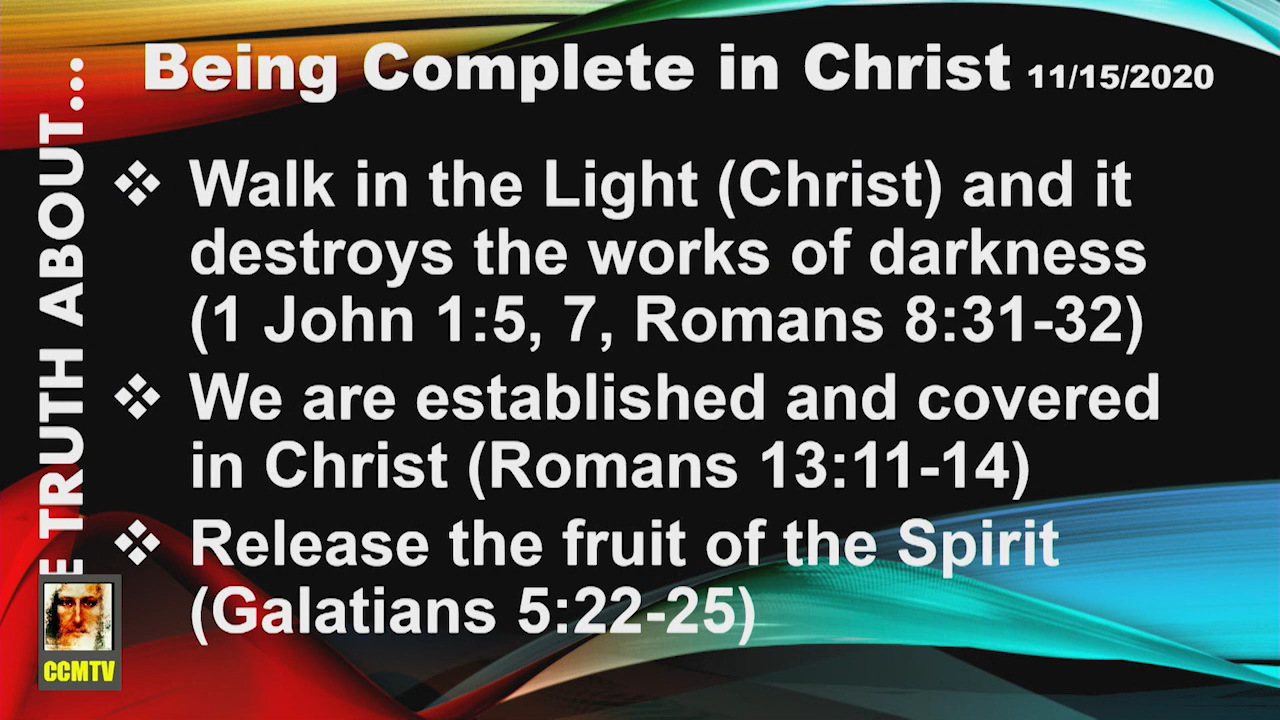 Being Complete in Christ 11/15/2020
E TRUTH ABOUT...
Walk in the Light (Christ) and it
destroys the works of darkness
(1 John 1:5, 7, Romans 8:31-32)
We are established and covered
in Christ (Romans 13:11-14)
Release the fruit of the Spirit
(Galatians 5:22-25)
CCMTV